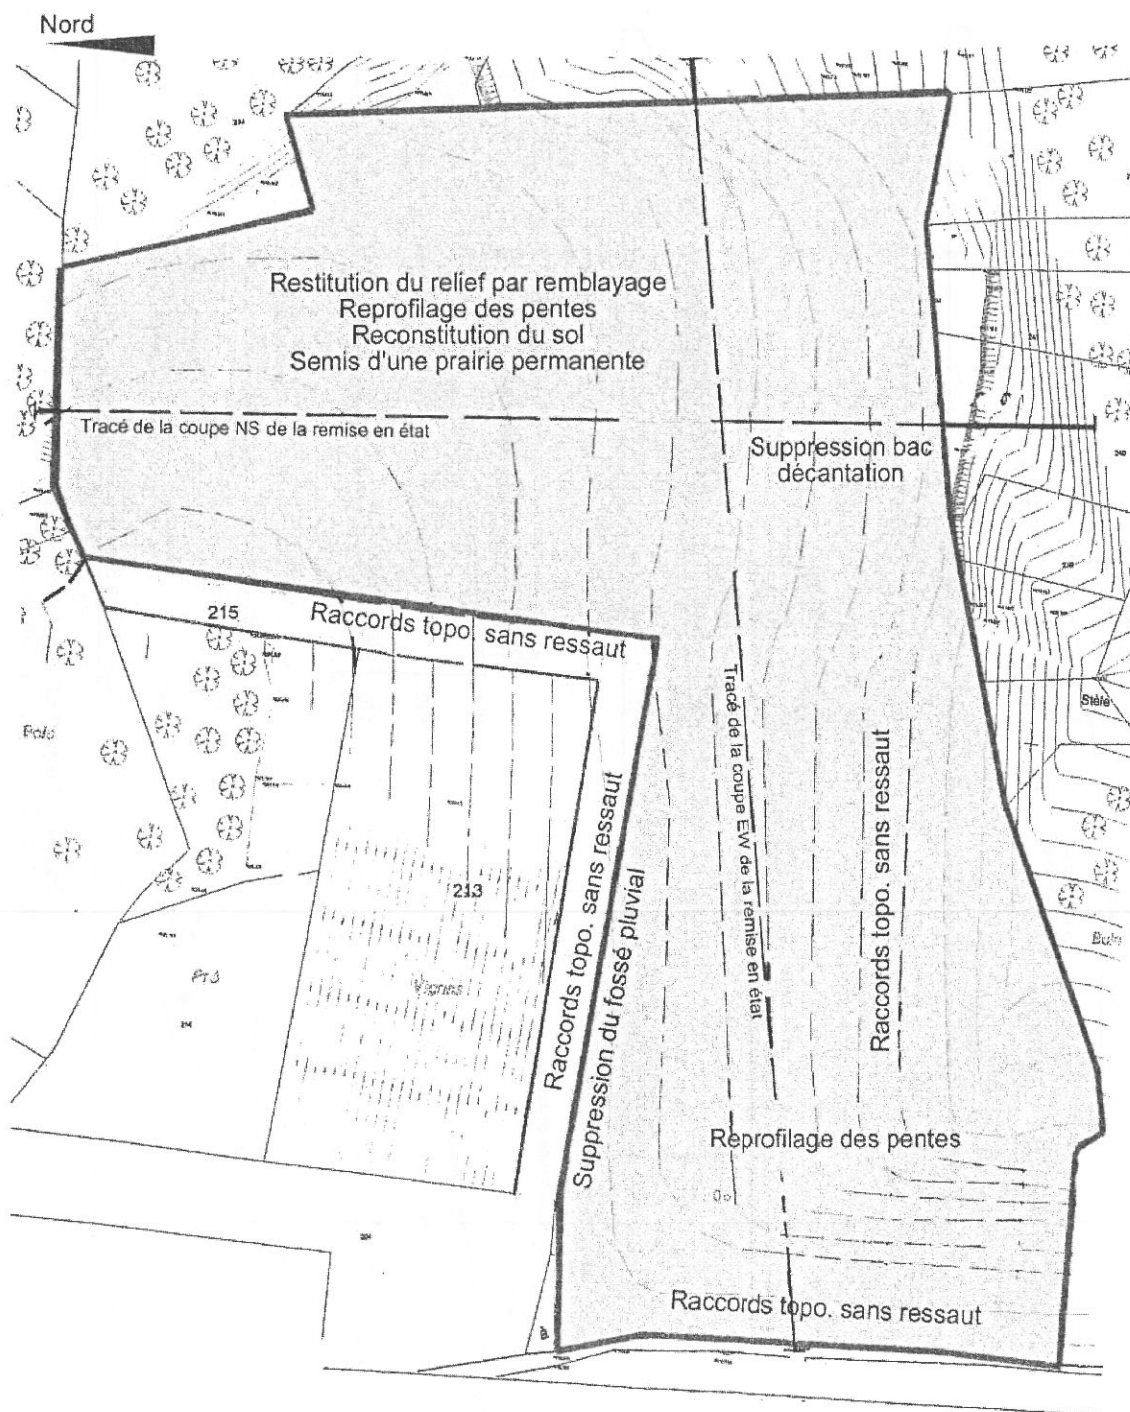 Nord
Restitution du relief par remblayage
Reprofilage des pentes
Reconstitution du sol
Semis d'une prairie permanente
Tracé de la coupe NS de la remise en état
Suppression bac
décantation
215
Raccords topo. sans ressaut
Stèle
Tracé de la coupe EW de la remise en état
Raccords topo. sans ressaut
Raccords topo. sans ressaut
Suppression du fossé pluvial
213
Pré
Vignes
Reprofilage des pentes
Raccords topo. sans ressaut